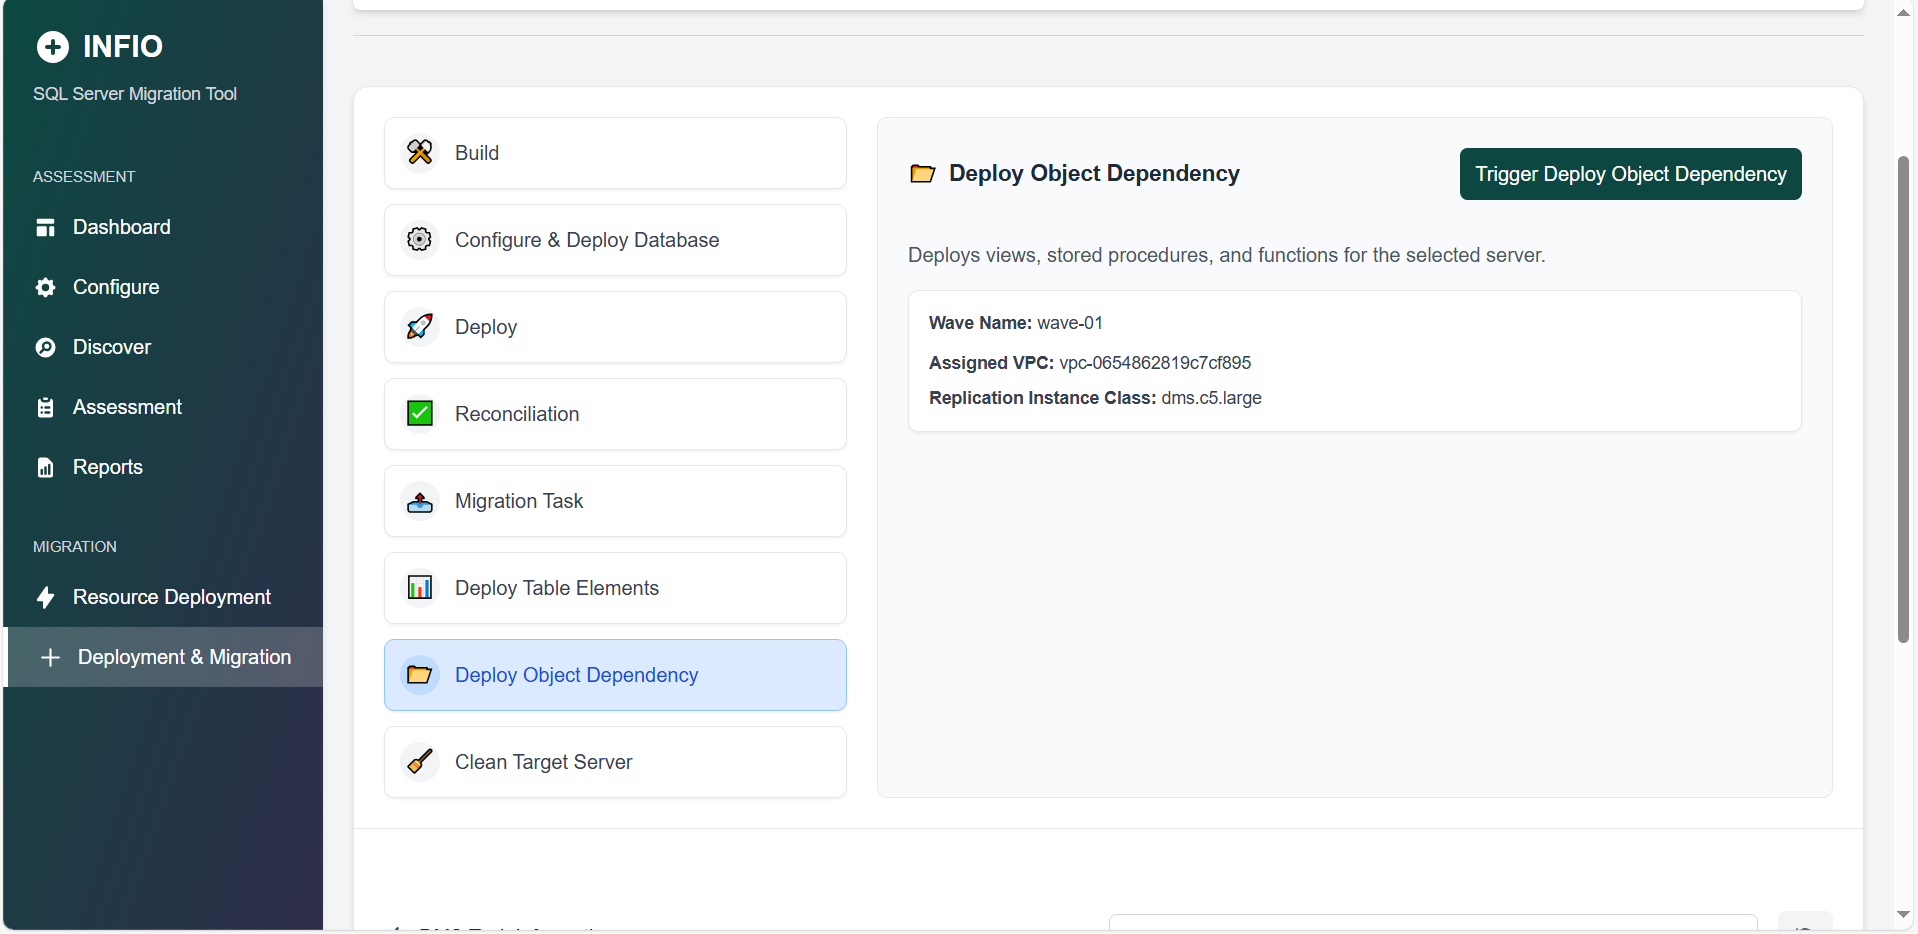 INFIO
SQL Server Migration Tool
ASSESSMENT
Dashboard
Configure
Discover
Assessment
Reports
MIGRATION
Resource Deployment
Deployment & Migration
Build
Configure & Deploy Database
Deploy
Reconciliation
Migration Task
Deploy Table Elements
Deploy Object Dependency
Clean Target Server
Deploy Object Dependency
Trigger Deploy Object Dependency
Deploys views, stored procedures, and functions for the selected server.
Wave Name: wave-01
Assigned VPC: vpc-0654862819c7cf895
Replication Instance Class: dms.c5.large